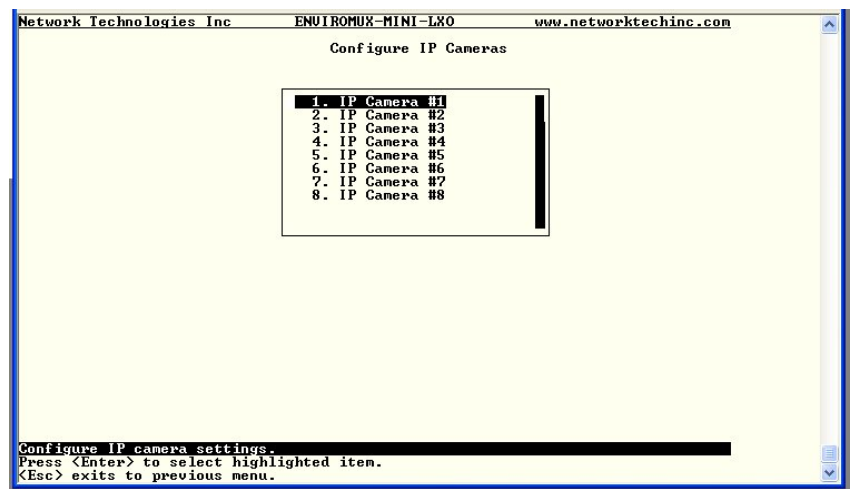 Network Technologies Inc ENVIROMUX-MINI-LXO www.networktechinc.com
Configure IP Cameras
1. IP Camera #1
2. IP Camera #2
3. IP Camera #3
4. IP Camera #4
5. IP Camera #5
6. IP Camera #6
7. IP Camera #7
8. IP Camera #8
Configure IP camera settings.
Press <Enter> to select highlighted item.
<Esc> exits to previous menu.